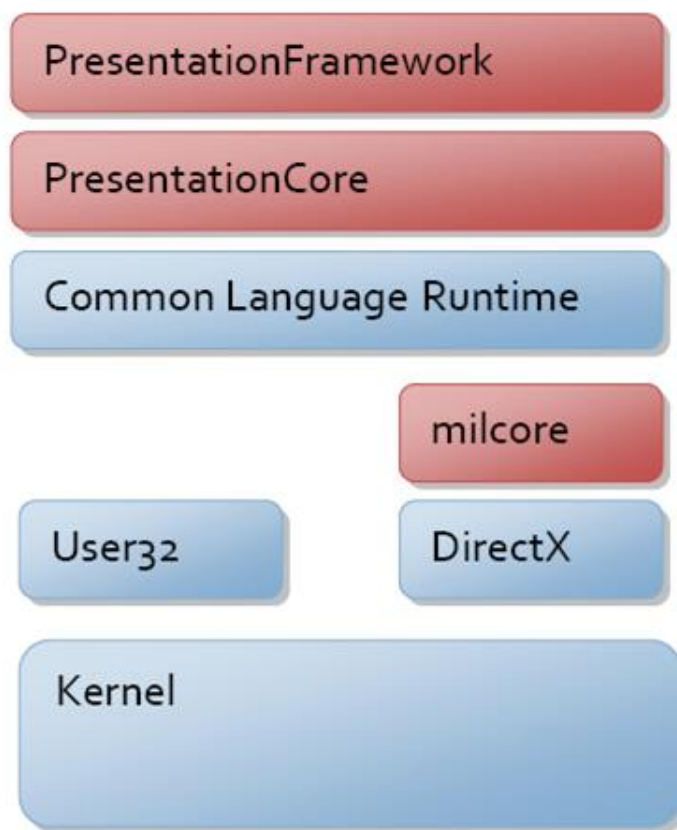 PresentationFramework
PresentationCore
Common Language Runtime
milcore
User32
DirectX
Kernel